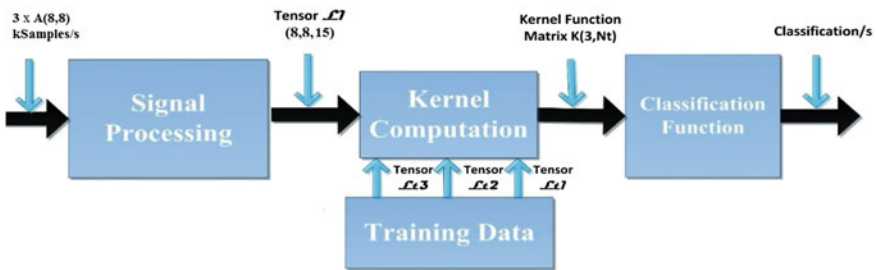 3 x A(8,8)
kSamples/s
Tensor ℒ1
(8,8,15)
Kernel Function
Matrix K(3,Nt)
Classification/s
Signal
Processing
Kernel
Computation
Classification
Function
Tensor
ℒt3
Tensor
ℒt2
Tensor
ℒt1
Training Data